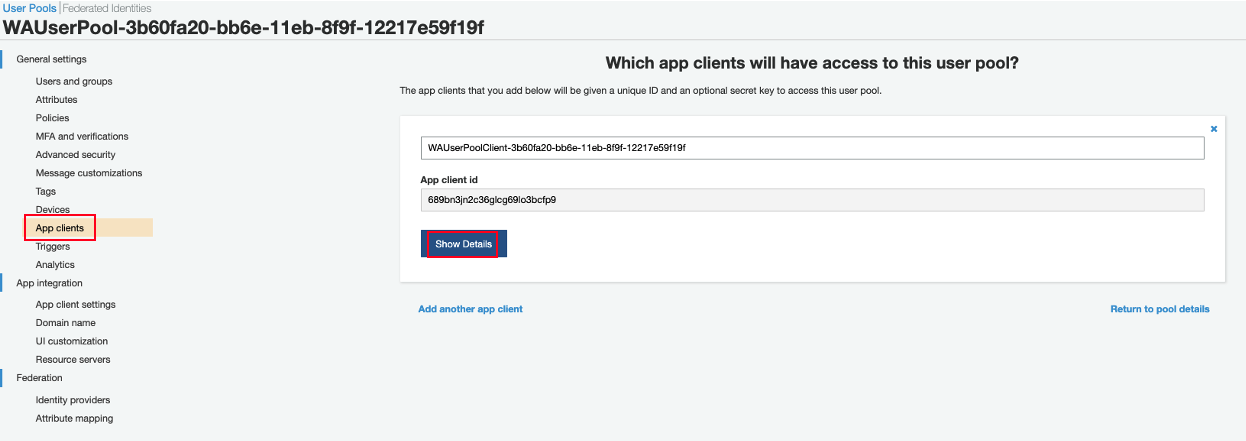 User Pools | Federated Identities
WAUserPool-3b60fa20-bb6e-11eb-8f9f-12217e59f19f
General settings
Users and groups
Attributes
Policies
MFA and verifications
Advanced security
Message customizations
Tags
Devices
App clients
Triggers
Analytics
App integration
App client settings
Domain name
UI customization
Resource servers
Federation
Identity providers
Attribute mapping
Which app clients will have access to this user pool?
The app clients that you add below will be given a unique ID and an optional secret key to access this user pool.
WAUserPoolClient-3b60fa20-bb6e-11eb-8f9f-12217e59f19f
App client id
689bn3jn2c36glcg69lo3bcfp9
Show Details
Add another app client
Return to pool details